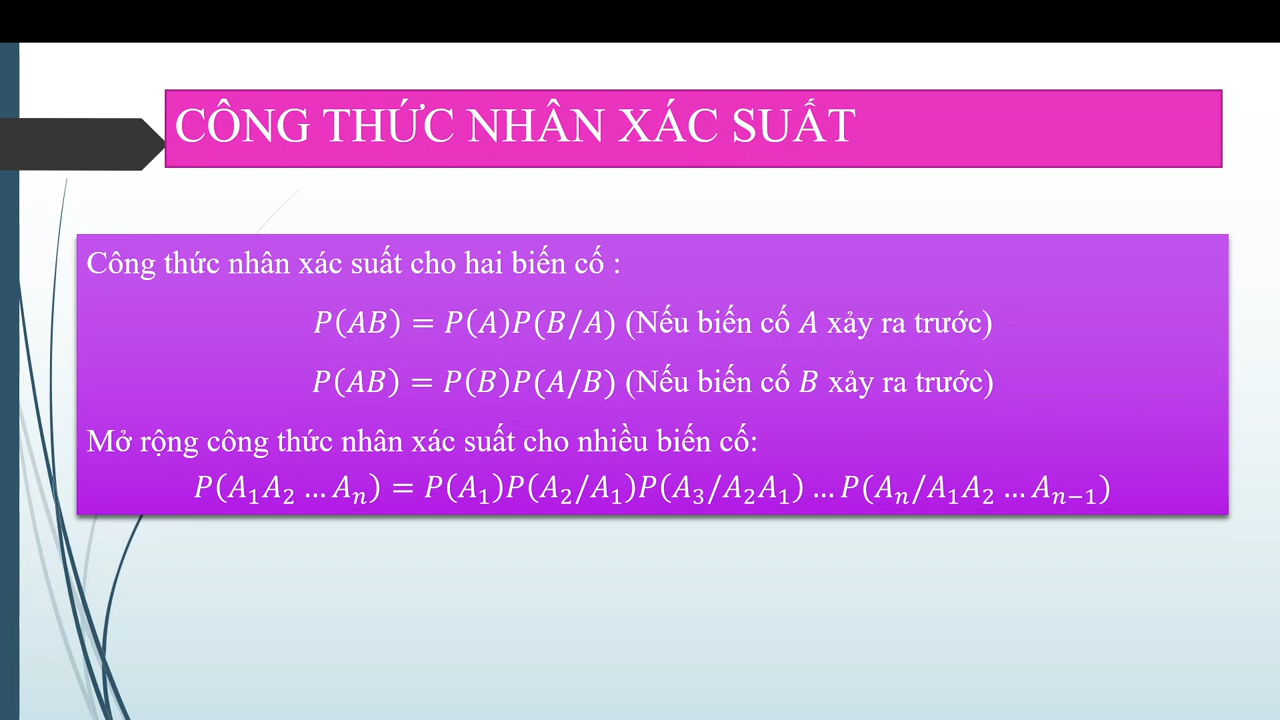 CÔNG THỨC NHÂN XÁC SUẤT
Công thức nhân xác suất cho hai biến cố :
𝑃(𝐴𝐵) = 𝑃(𝐴)𝑃(𝐵/𝐴) (Nếu biến cố 𝐴 xảy ra trước)
𝑃(𝐴𝐵) = 𝑃(𝐵)𝑃(𝐴/𝐵) (Nếu biến cố 𝐵 xảy ra trước)
Mở rộng công thức nhân xác suất cho nhiều biến cố:
𝑃(𝐴₁𝐴₂ … 𝐴ₙ) = 𝑃(𝐴₁)𝑃(𝐴₂/𝐴₁)𝑃(𝐴₃/𝐴₂𝐴₁) … 𝑃(𝐴ₙ/𝐴₁𝐴₂ … 𝐴ₙ₋₁)